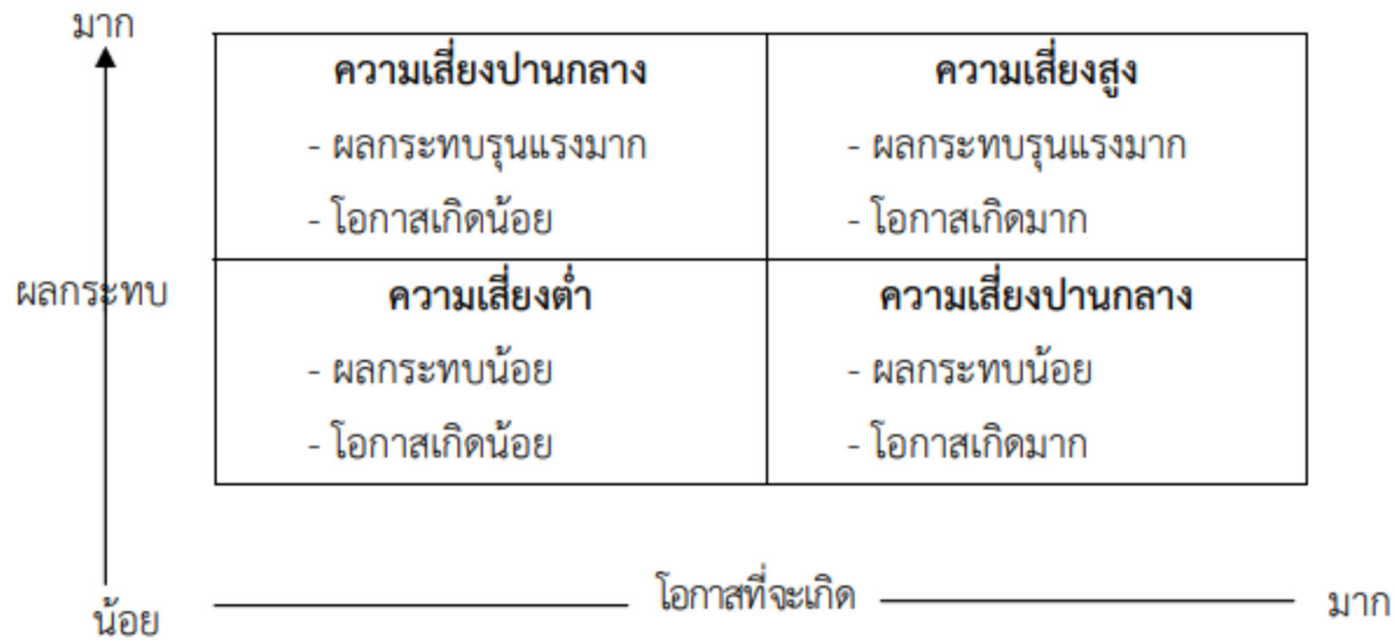 มาก
ความเสี่ยงปานกลาง
- ผลกระทบรุนแรงมาก
- โอกาสเกิดน้อย
ความเสี่ยงสูง
- ผลกระทบรุนแรงมาก
- โอกาสเกิดมาก
ผลกระทบ
ความเสี่ยงต่ำ
- ผลกระทบน้อย
- โอกาสเกิดน้อย
ความเสี่ยงปานกลาง
- ผลกระทบน้อย
- โอกาสเกิดมาก
น้อย
โอกาสที่จะเกิด
มาก